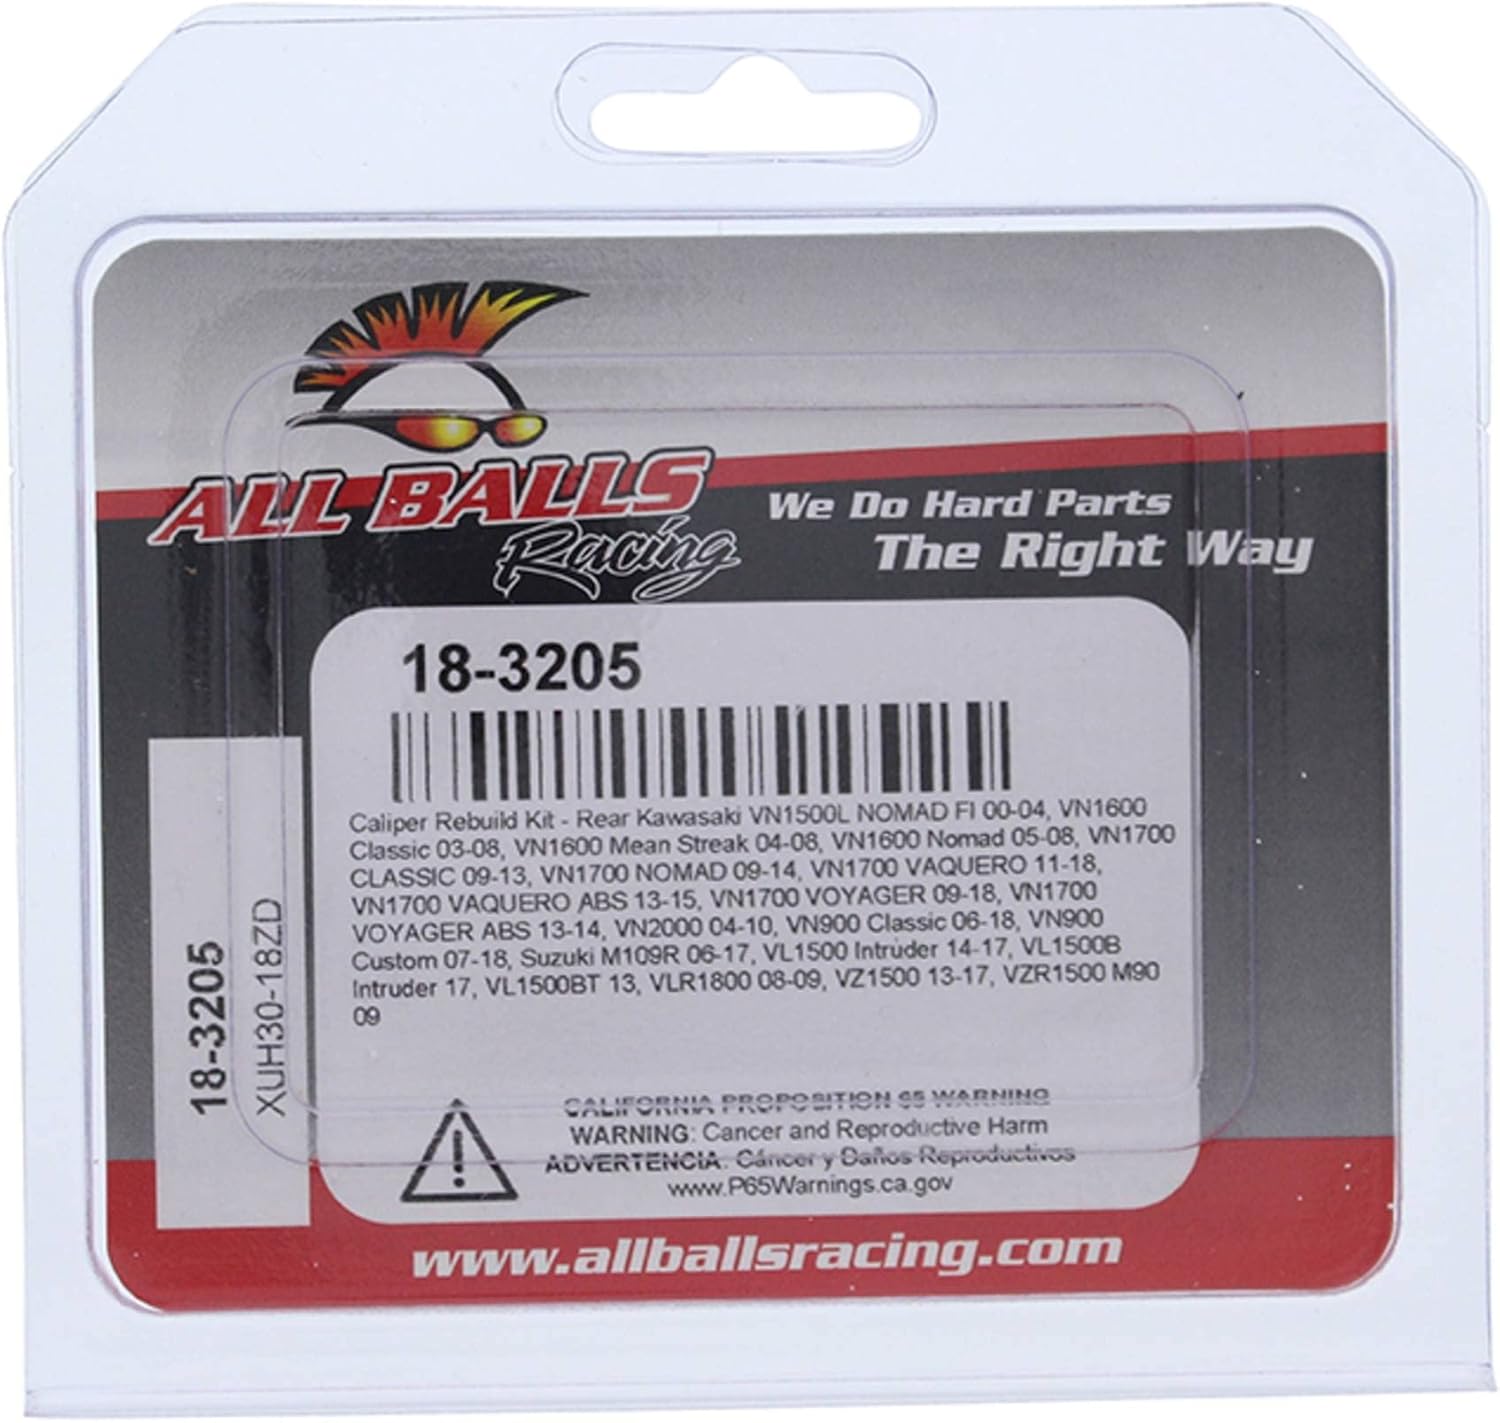 ALL BALLS
Racing
We Do Hard Parts
The Right Way
18-3205
Caliper Rebuild Kit - Rear Kawasaki VN1500L NOMAD FI 00-04, VN1600
Classic 03-08, VN1600 Mean Streak 04-08, VN1600 Nomad 05-08, VN1700
CLASSIC 09-13, VN1700 NOMAD 09-14, VN1700 VAQUERO 11-18,
VN1700 VAQUERO ABS 13-15, VN1700 VOYAGER 09-18, VN1700
VOYAGER ABS 13-14, VN2000 04-10, VN900 Classic 06-18, VN900
Custom 07-18, Suzuki M109R 06-17, VL1500 Intruder 14-17, VL1500B
Intruder 17, VL1500BT 13, VLR1800 08-09, VZ1500 13-17, VZR1500 M90
09
18-3205
XUH30-18ZD
CALIFORNIA PROPOSITION 65 WARNING
WARNING: Cancer and Reproductive Harm
ADVERTENCIA: Cáncer y Daños Reproductivos
www.P65Warnings.ca.gov
www.allballsracing.com